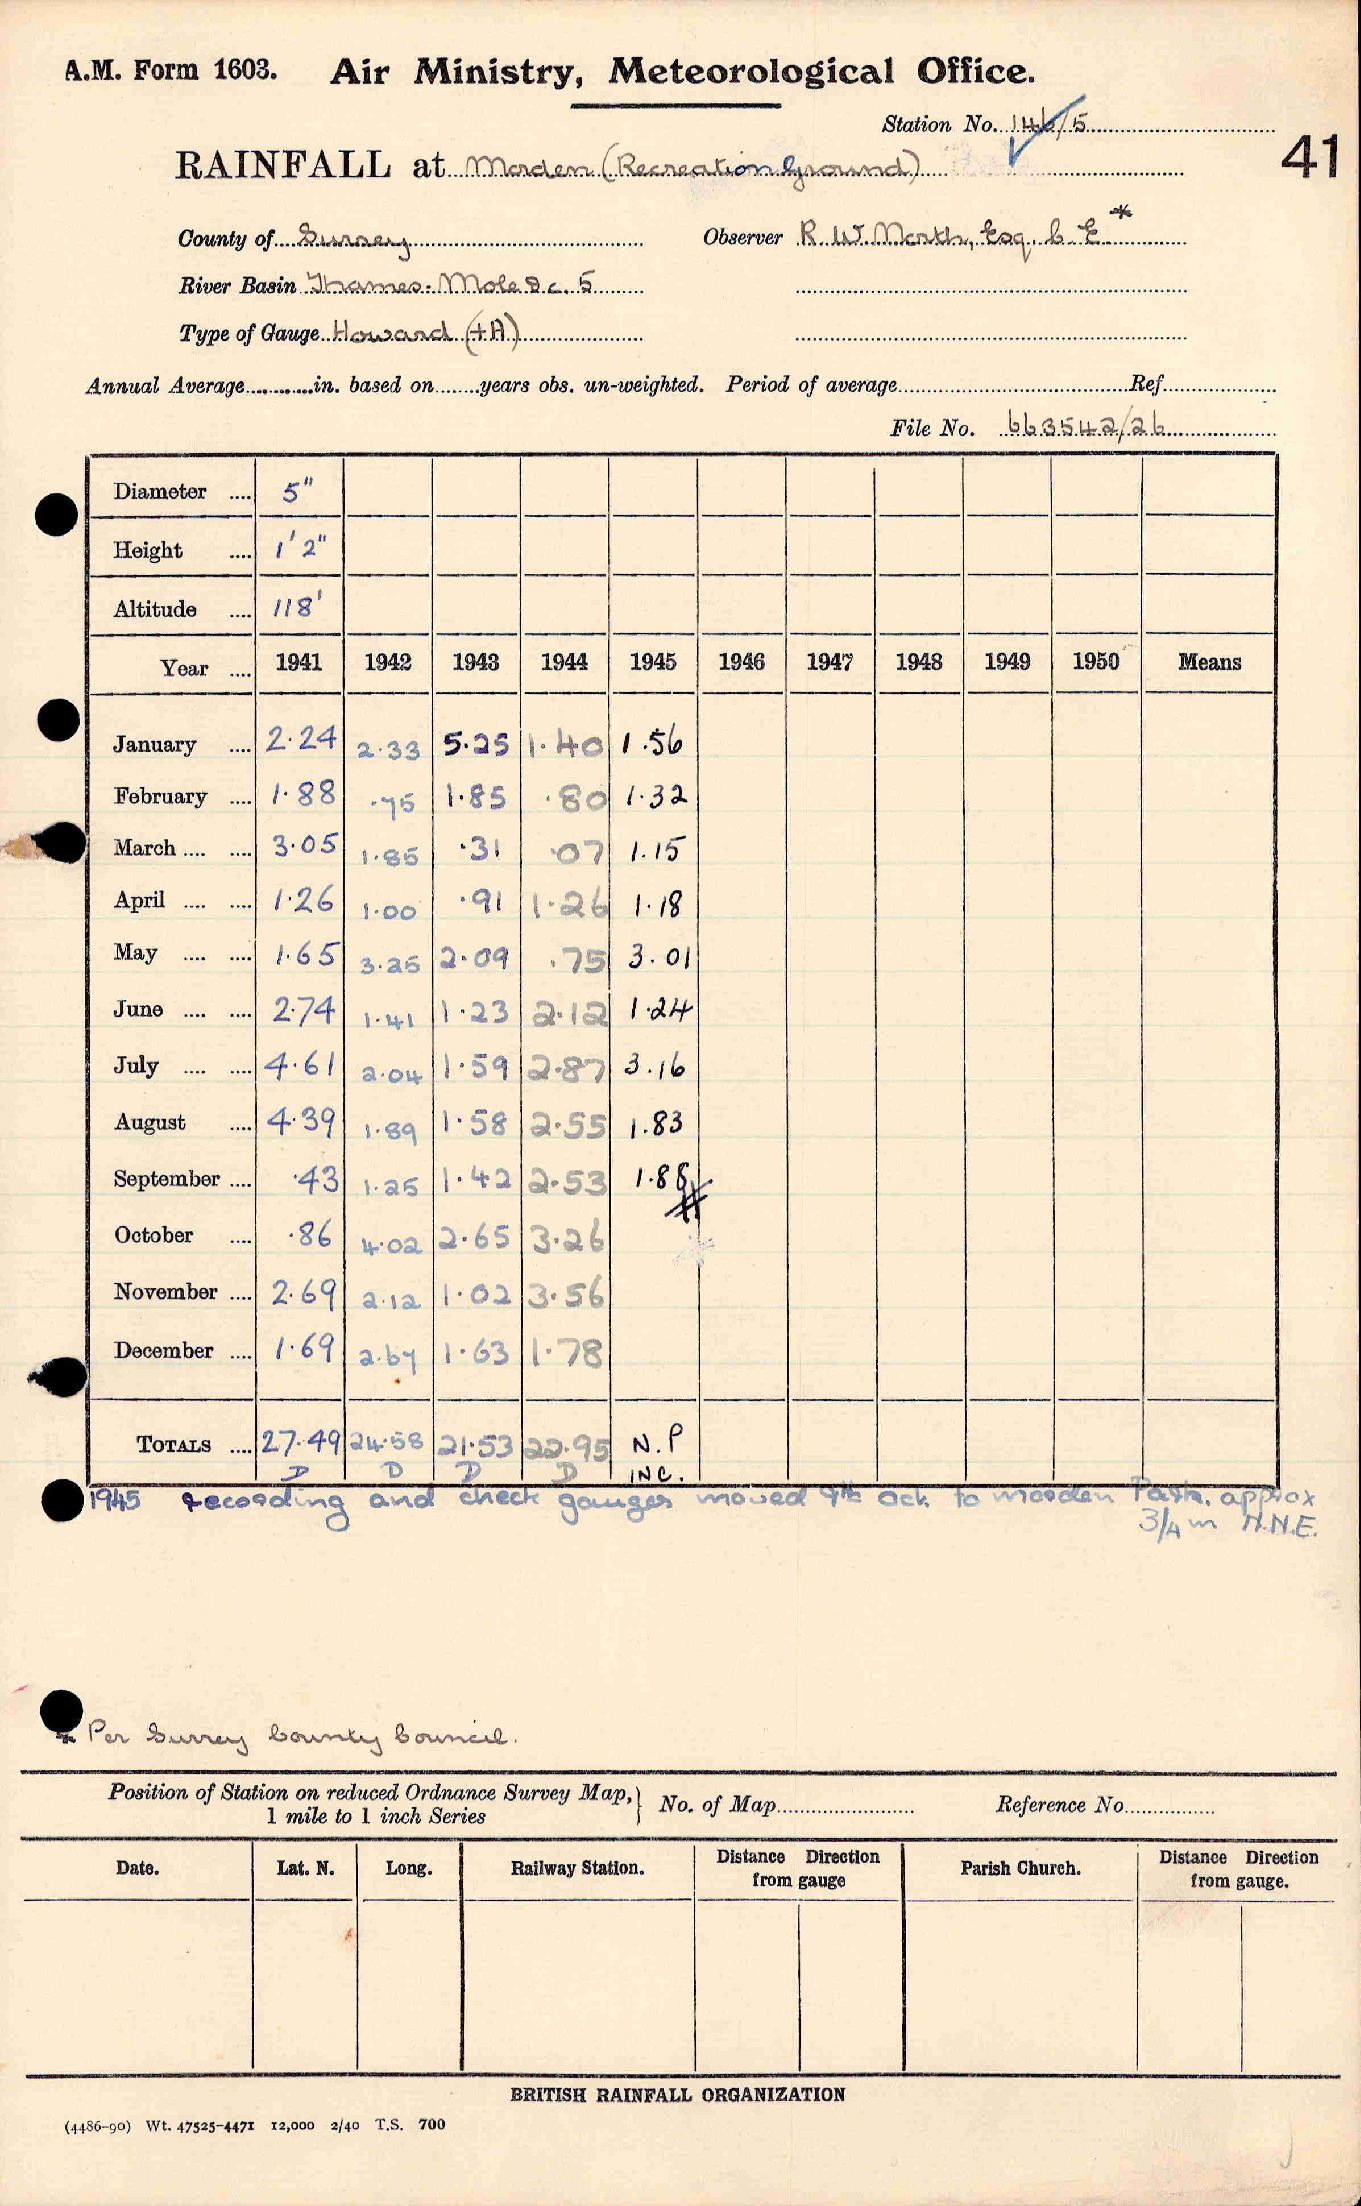 A.M. Form 1603. Air Ministry, Meteorological Office.
Station No. 146/5
41
RAINFALL at Morden (Recreation Ground)
County of Surrey Observer R. W. Esq. C. E*
River Basin Thames. Mole &c. 5
Type of Gauge Howard (+A)
Annual Average in. based on years obs. un-weighted. Period of average Ref.
File No. 663542/26
Diameter 5"
Height 1' 2"
Altitude 118'
Year 1941 1942 1943 1944 1945 1946 1947 1948 1949 1950 Means
January 2.24 2.33 5.25 1.40 1.56
February 1.88 .75 1.85 .80 1.32
March 3.05 1.85 .31 .07 1.15
April 1.26 1.00 .91 1.26 1.18
May 1.65 3.25 2.09 .75 3.01
June 2.74 1.41 1.23 2.12 1.24
July 4.61 2.04 1.59 2.87 3.16
August 4.39 1.89 1.58 2.55 1.83
September .43 1.25 1.42 2.53 1.88
October .86 4.02 2.65 3.26
November 2.69 2.12 1.02 3.56
December 1.69 2.67 1.63 1.78
TOTALS 27.49 24.58 21.53 22.95 N.P
D D D D INC.
1945 recording and check gauges moved 9th Oct. to Morden Park. approx
3/4 m N.N.E.
* Per Surrey County Council.
Position of Station on reduced Ordnance Survey Map, 1 mile to 1 inch Series } No. of Map Reference No.
Date. Lat. N. Long. Railway Station. Distance Direction from gauge Parish Church. Distance Direction from gauge.
BRITISH RAINFALL ORGANIZATION
(4486-90) Wt. 47525-4471 12,000 2/40 T.S. 700